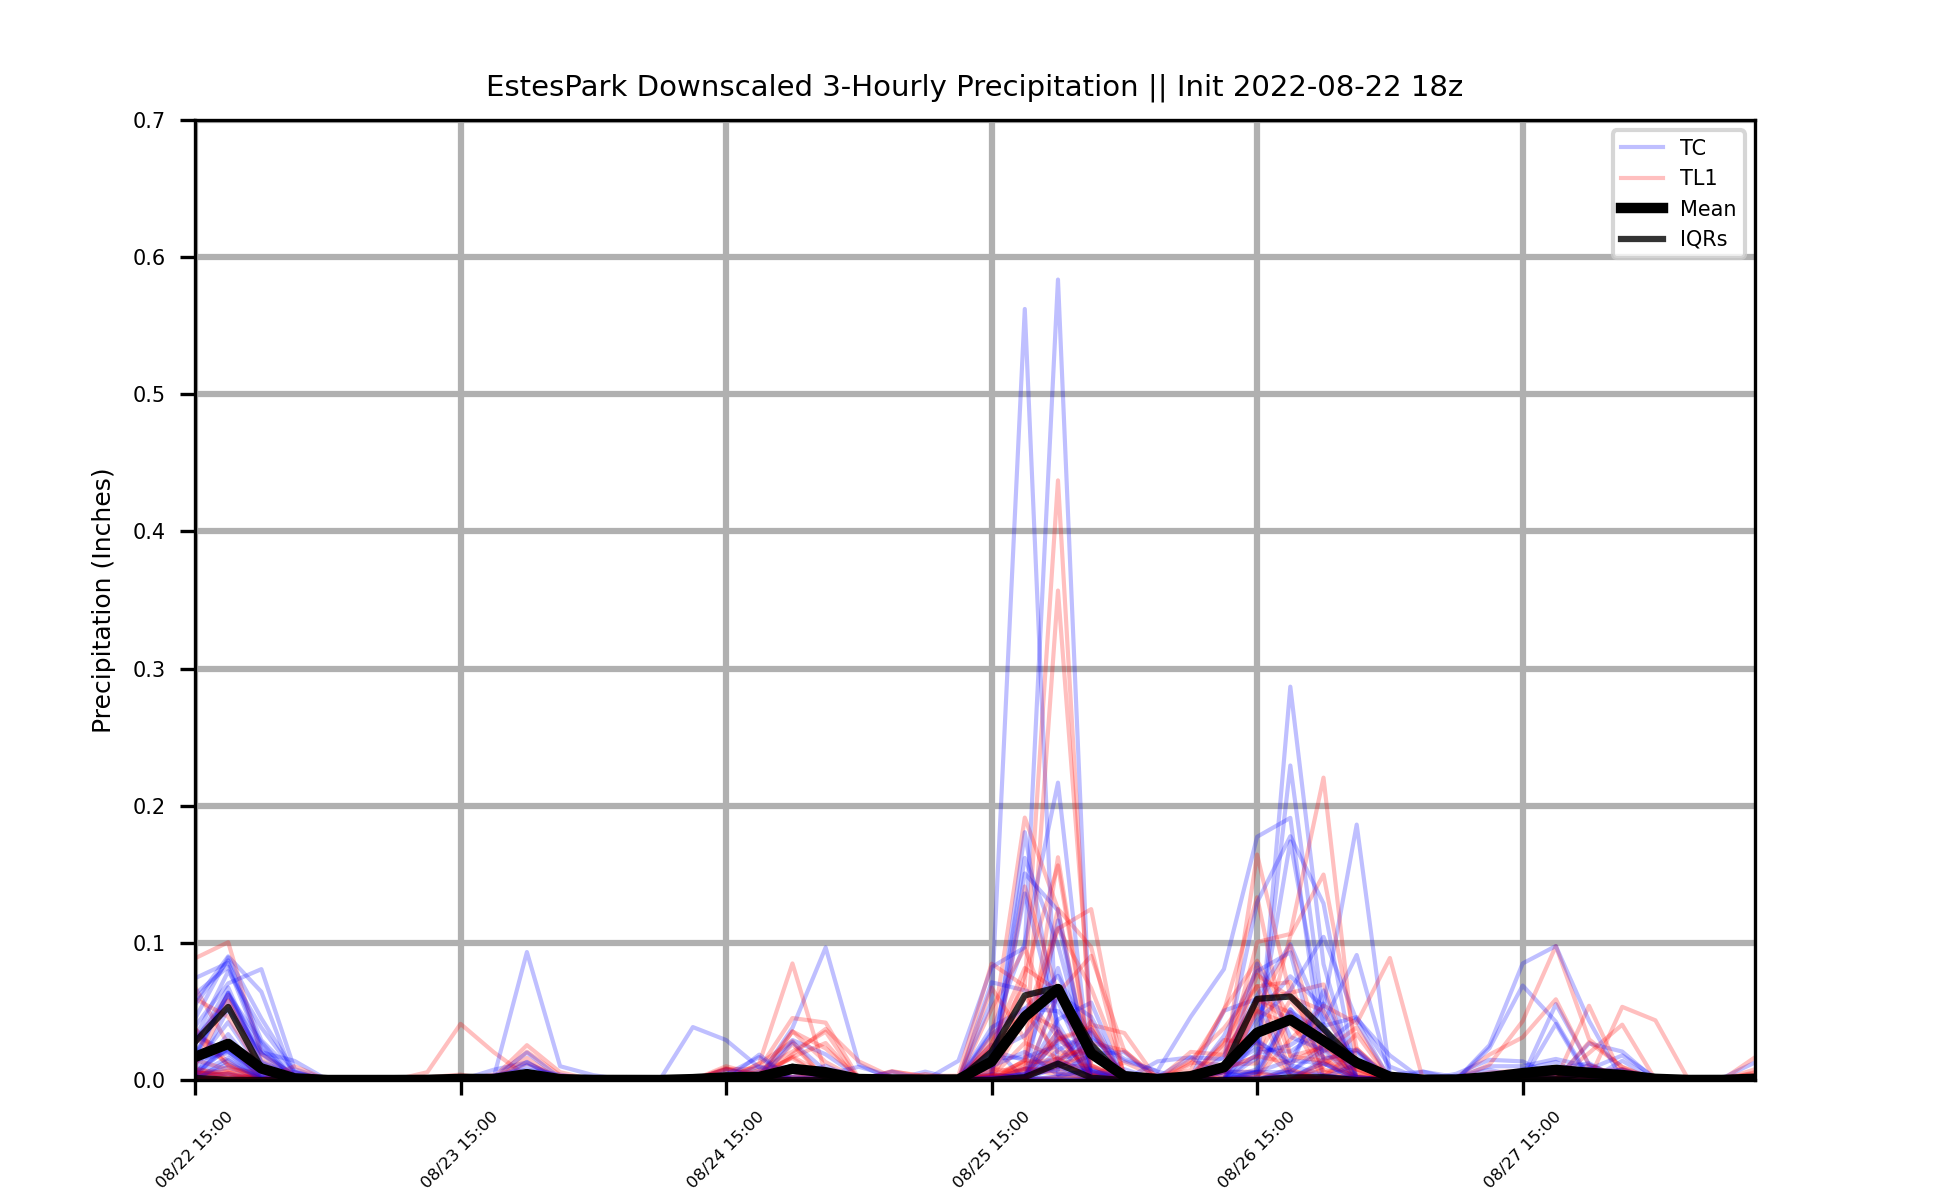 EstesPark Downscaled 3-Hourly Precipitation || Init 2022-08-22 18z
TC
TL1
Mean
IQRs
Precipitation (Inches)
0.7
0.6
0.5
0.4
0.3
0.2
0.1
0.0
08/22 15:00
08/23 15:00
08/24 15:00
08/25 15:00
08/26 15:00
08/27 15:00